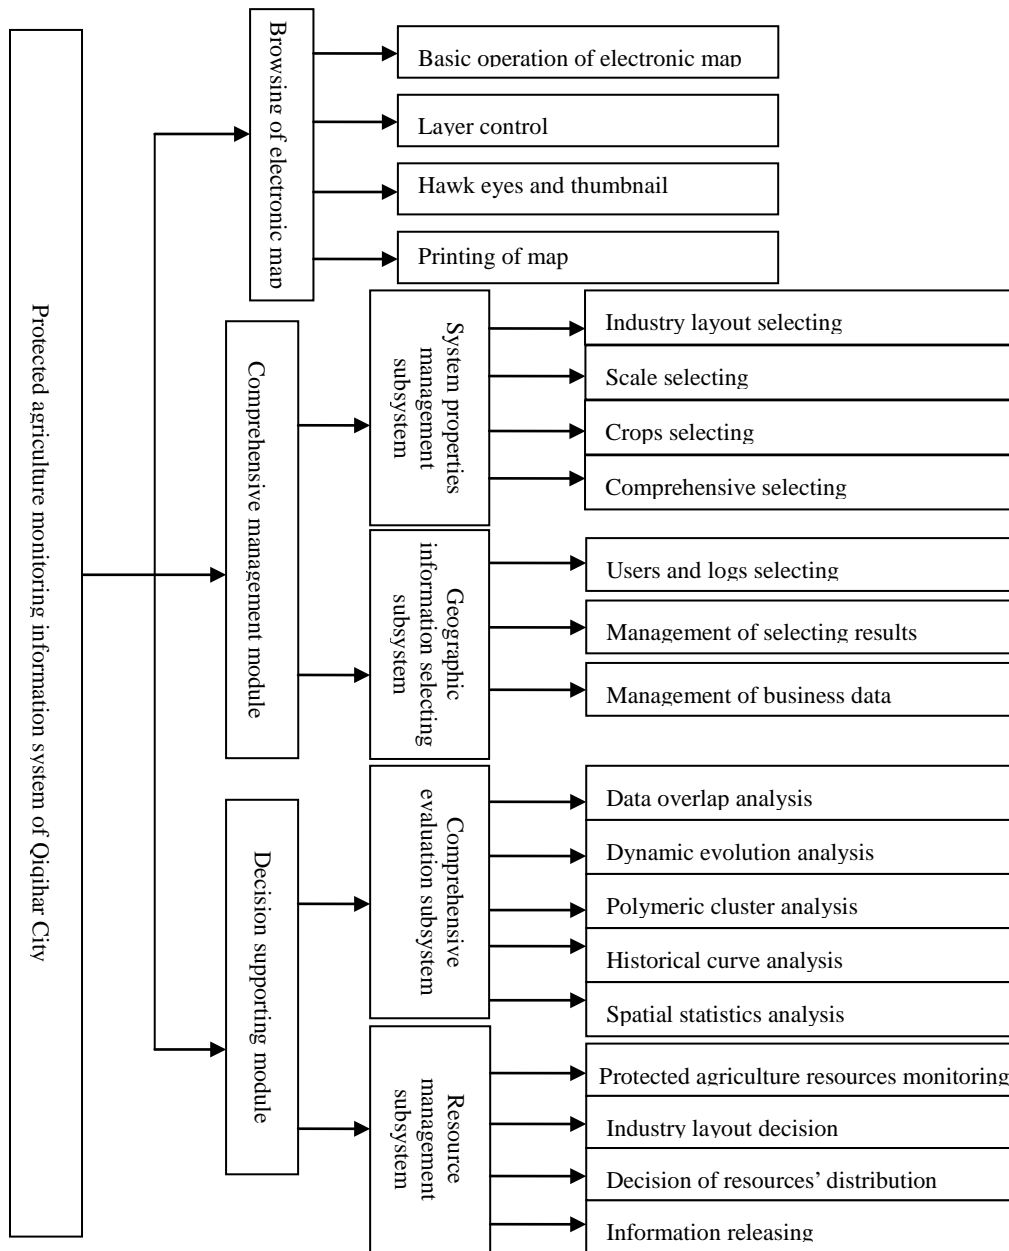 Protected agriculture monitoring information system of Qiqihar City
Browsing of electronic map
Basic operation of electronic map
Layer control
Hawk eyes and thumbnail
Printing of map
Comprehensive management module
System properties
management
subsystem
Industry layout selecting
Scale selecting
Crops selecting
Comprehensive selecting
Geographic
information selecting
subsystem
Users and logs selecting
Management of selecting results
Management of business data
Decision supporting module
Comprehensive
evaluation subsystem
Data overlap analysis
Dynamic evolution analysis
Polymeric cluster analysis
Historical curve analysis
Spatial statistics analysis
Resource
management
subsystem
Protected agriculture resources monitoring
Industry layout decision
Decision of resources’ distribution
Information releasing